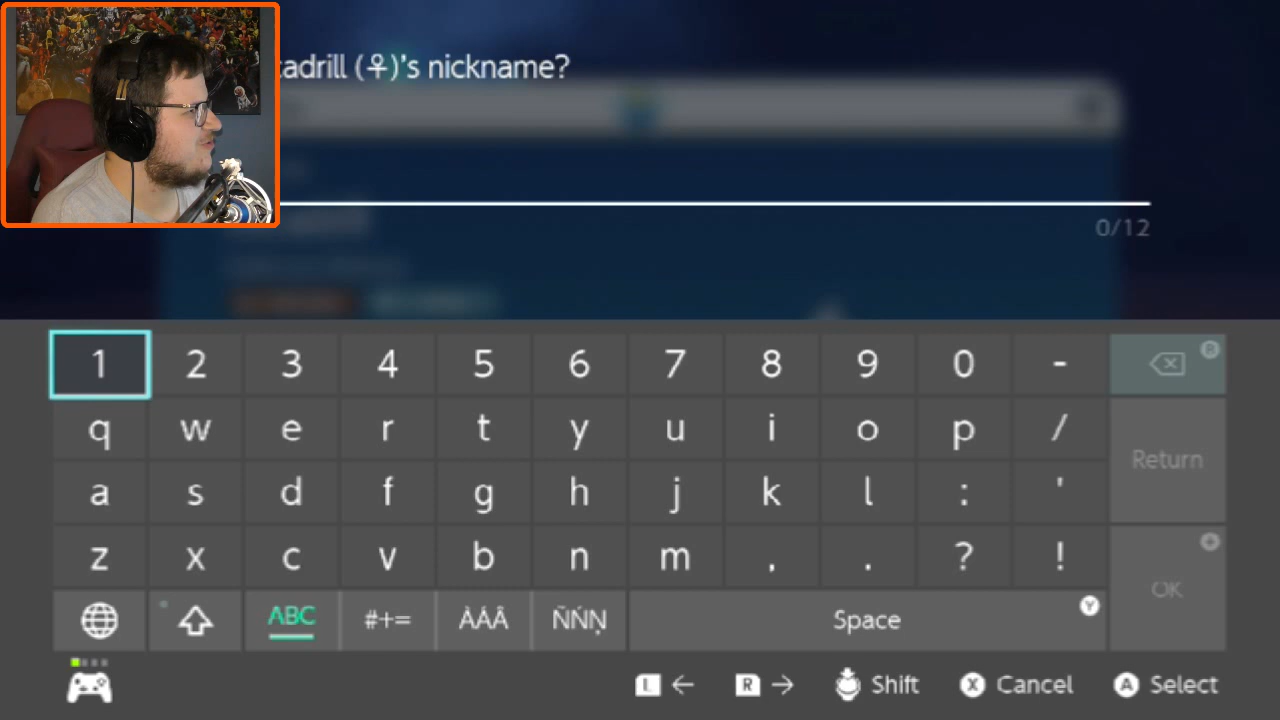 cadrill (♀)'s nickname?
0/12
1 2 3 4 5 6 7 8 9 0 -
q w e r t y u i o p /
Return
a s d f g h j k l : '
z x c v b n m , . ? !
OK
ABC #+= ÀÁÂ ÑŃŅ Space Y
L ← R → Shift X Cancel A Select